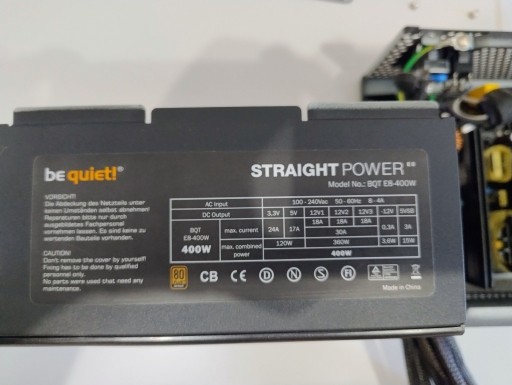 be quiet!
STRAIGHT POWER E8
Model No.: BQT E8-400W
VORSICHT!
Die Abdeckung des Netzteils unter
keinen Umständen selbst abnehmen!
Reparaturen bitte nur durch
ausgebildetes Fachpersonal
vornehmen lassen. Es sind keine zu
wartenden Bauteile vorhanden.
CAUTION!
Don't remove the cover by yourself!
Fixing has to be done by qualified
personnel only.
No parts were used that need any
maintenance.
AC Input 100 - 240Vac 50 - 60Hz 8 - 4A
DC Output 3,3V 5V 12V1 12V2 12V3 -12V 5VSB
BQT E8-400W
400W
max. current 24A 17A 18A 18A 18A 0,3A 3A
30A
max. combined power 120W 360W 3,6W 15W
400W
80
CB CE D N S R
Made in China